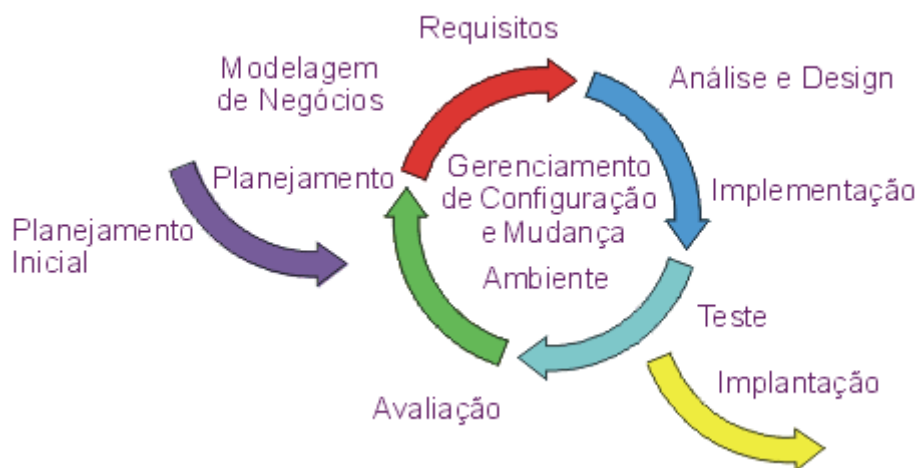 Requisitos
Modelagem
de Negócios
Análise e Design
Planejamento
Gerenciamento
de Configuração
e Mudança
Implementação
Planejamento
Inicial
Ambiente
Teste
Implantação
Avaliação